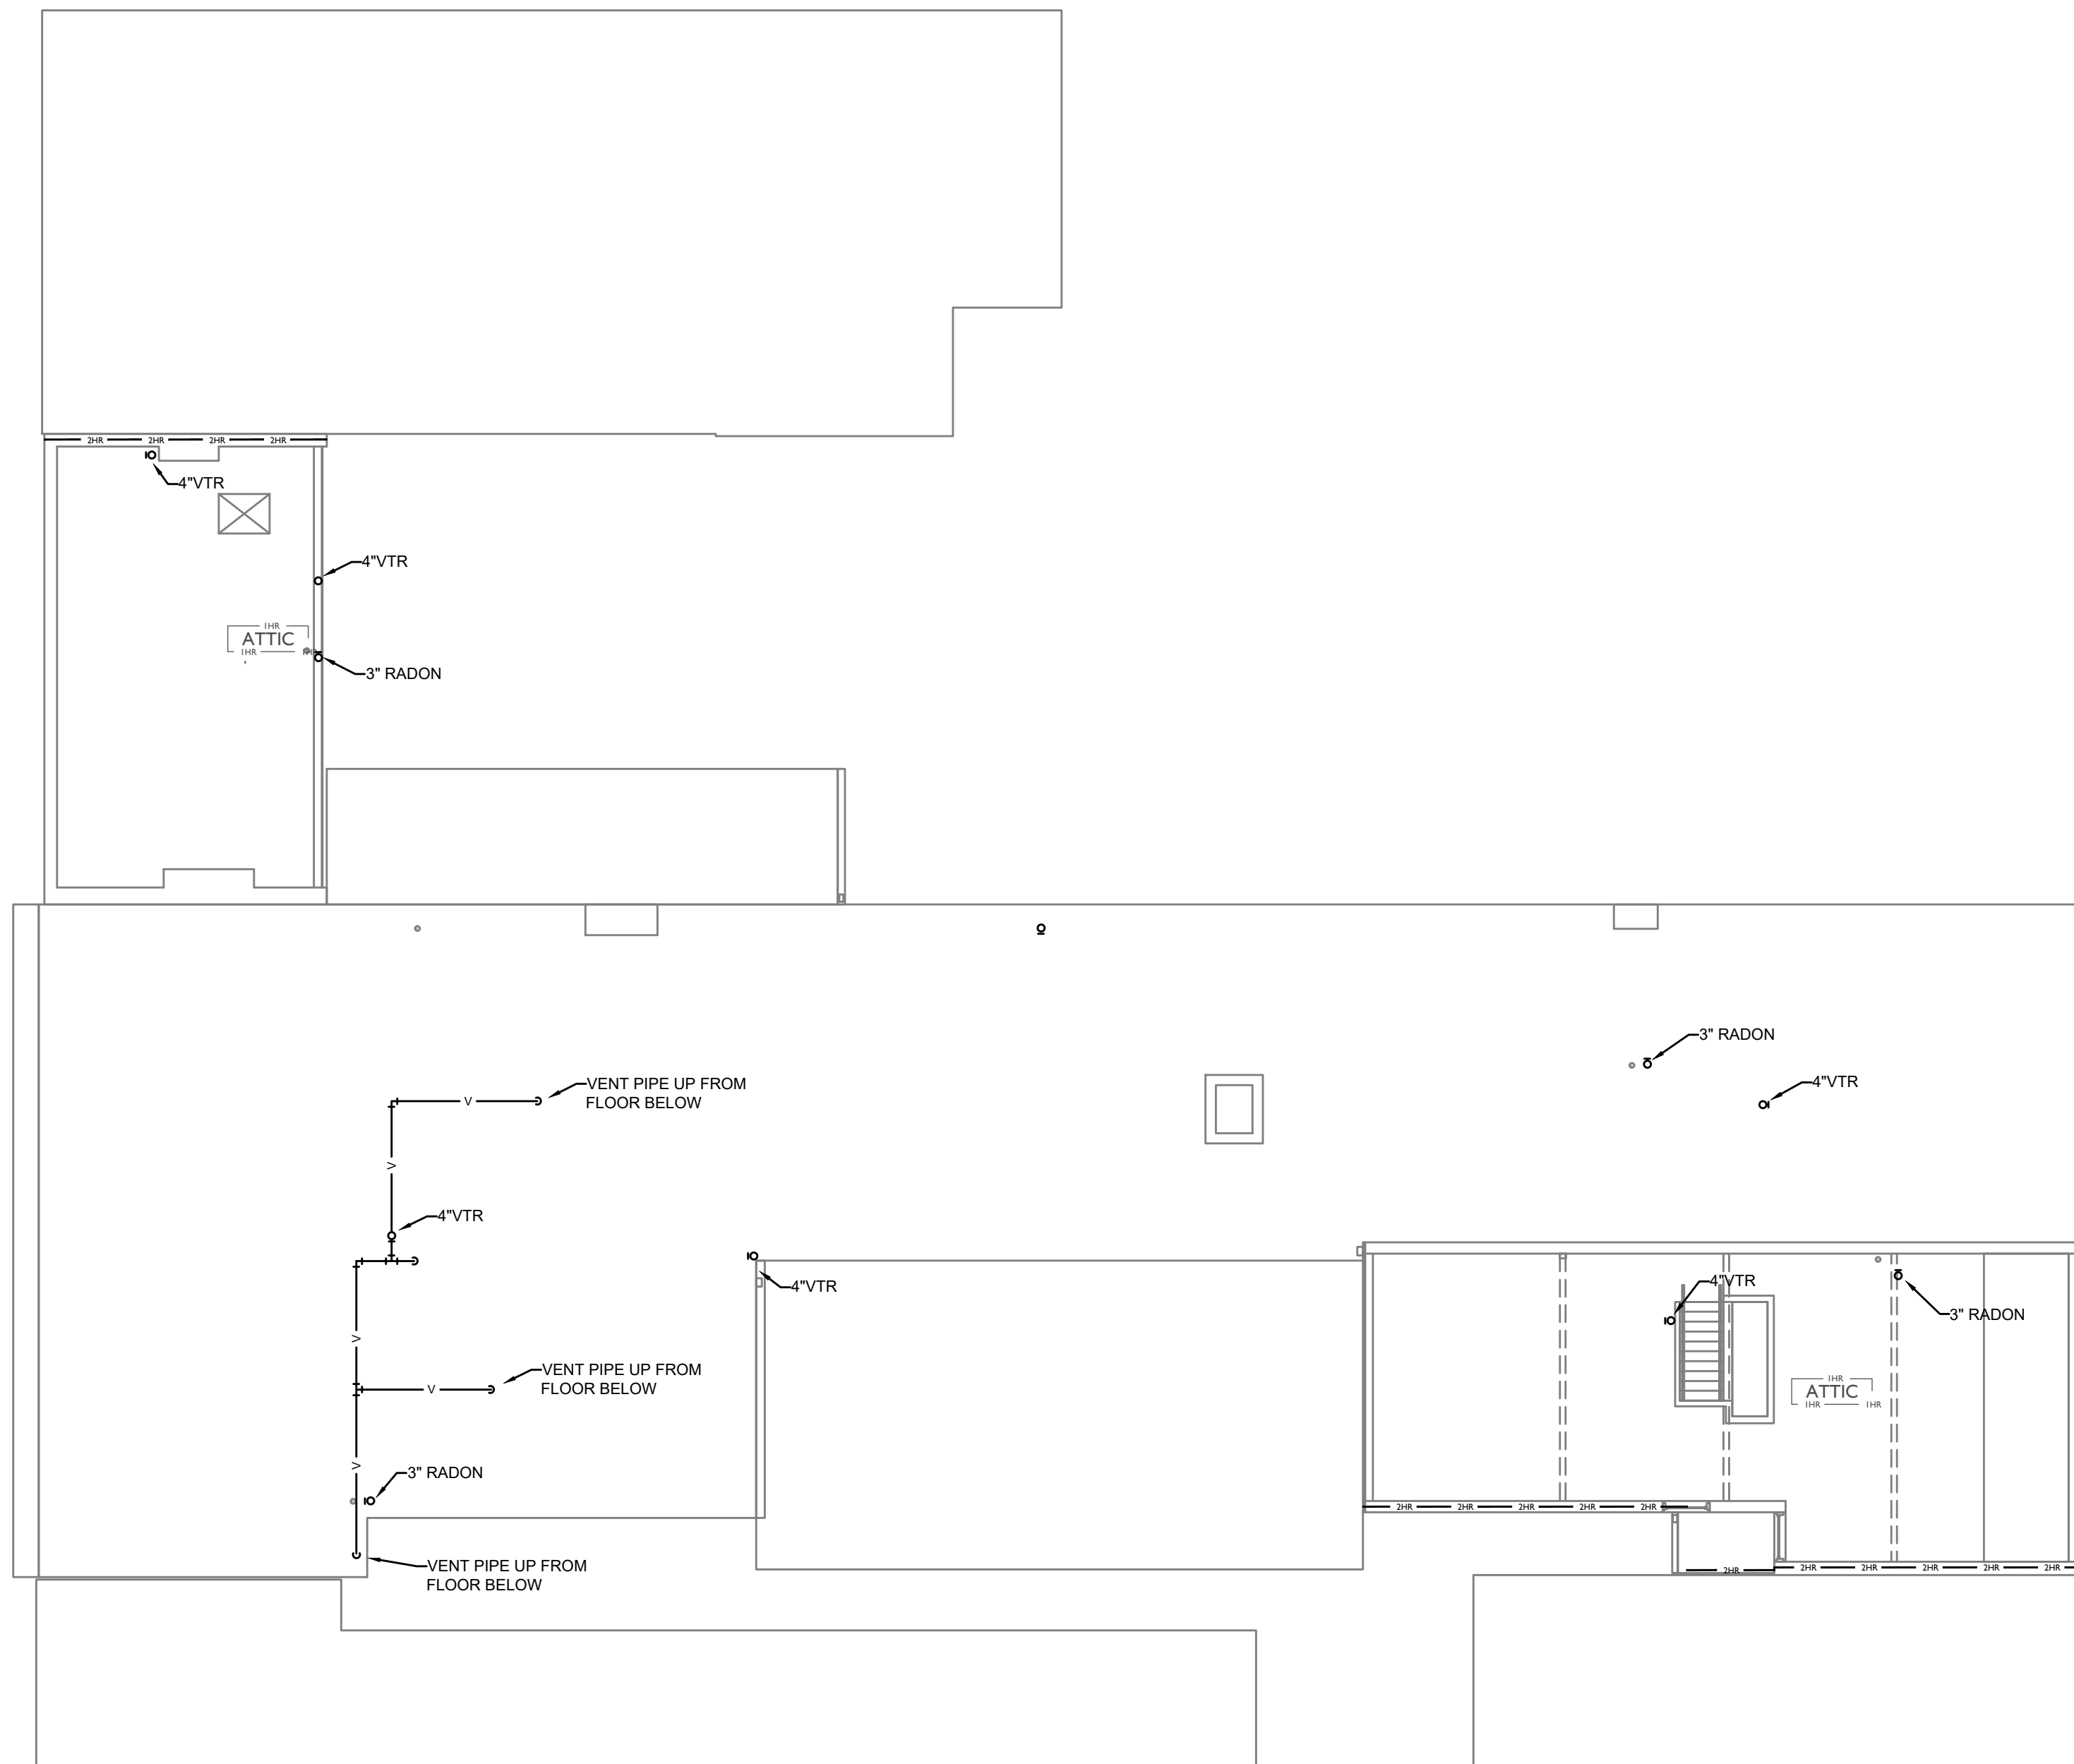 2HR 2HR 2HR 2HR
4"VTR
4"VTR
1HR
ATTIC
1HR 1HR
3" RADON
3" RADON
4"VTR
VENT PIPE UP FROM
FLOOR BELOW
V
V
4"VTR
4"VTR
4"VTR
3" RADON
V
VENT PIPE UP FROM
FLOOR BELOW
V
1HR
ATTIC
1HR 1HR
V
3" RADON
2HR 2HR 2HR 2HR 2HR
VENT PIPE UP FROM
FLOOR BELOW
2HR 2HR 2HR 2HR 2HR 2HR